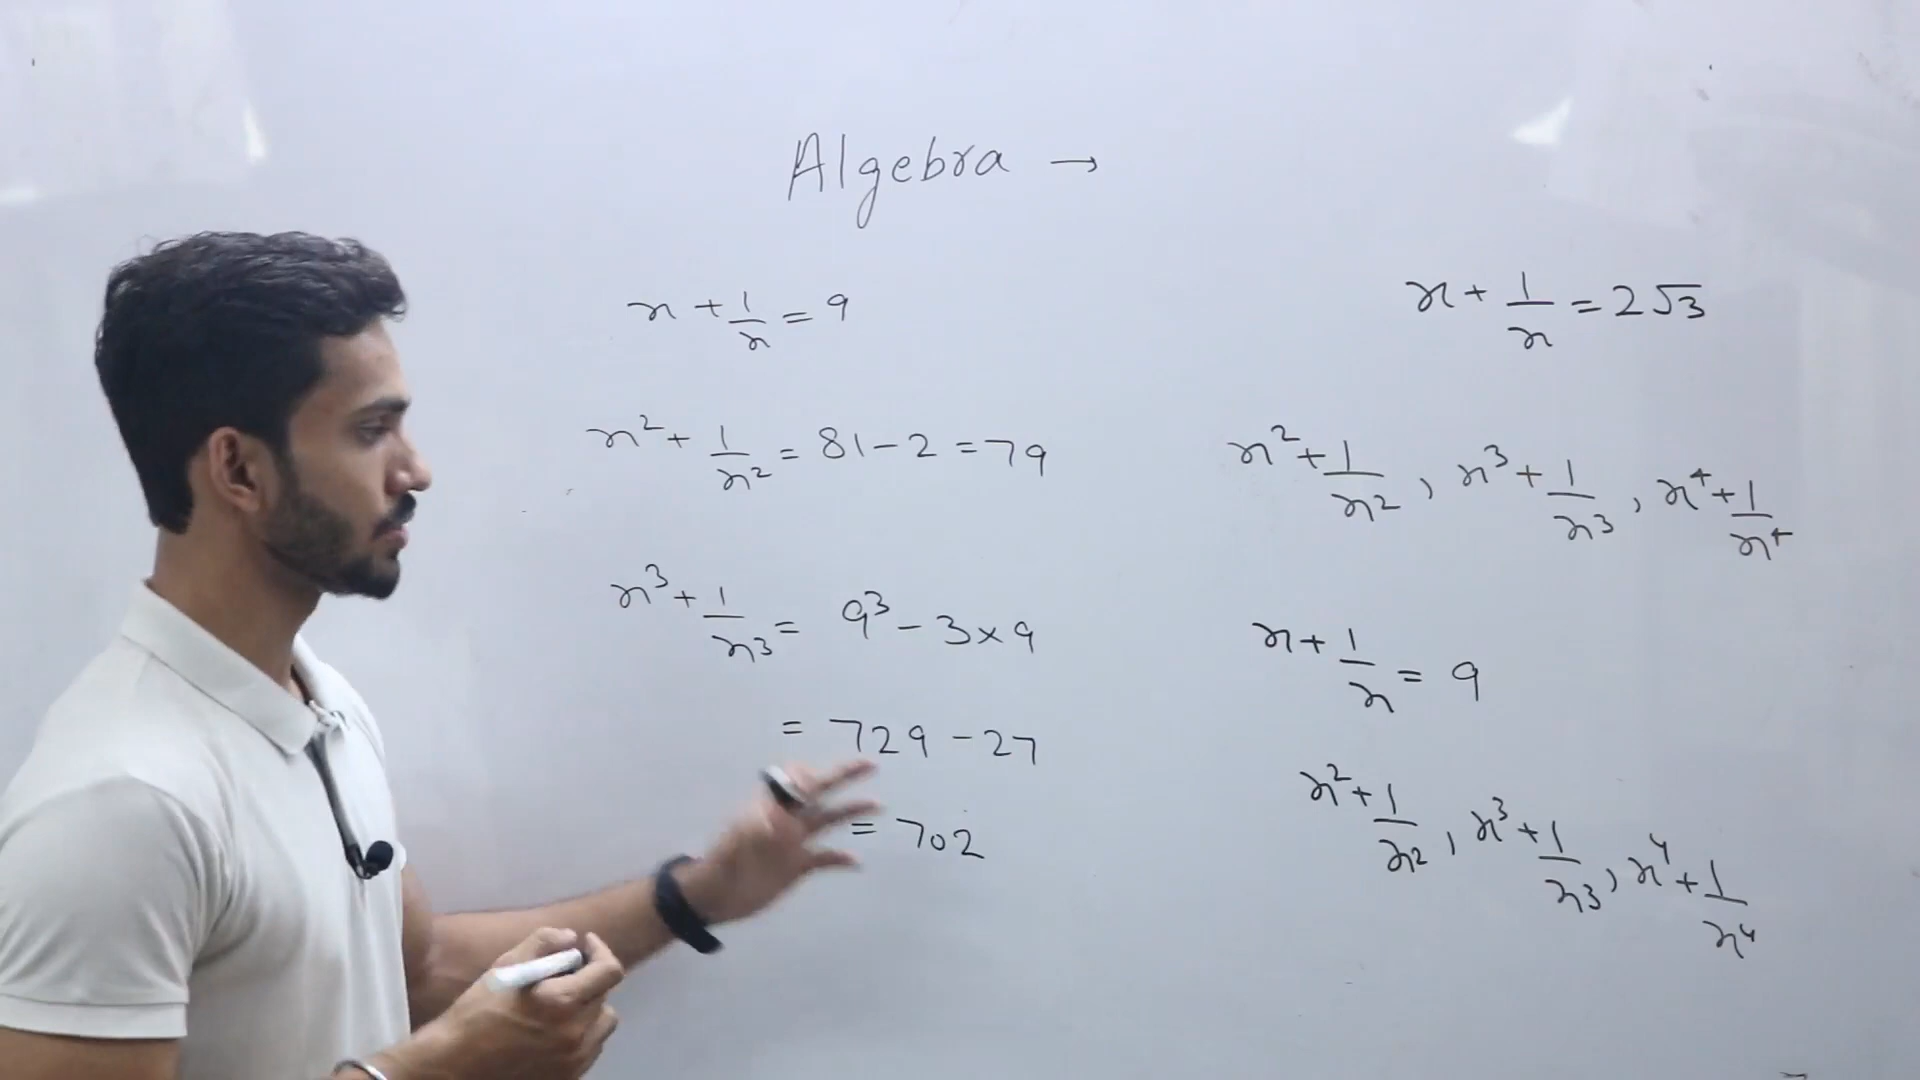 Algebra →
x + 1/x = 9
x² + 1/x² = 81 - 2 = 79
x³ + 1/x³ = 9³ - 3 × 9
= 729 - 27
= 702
x + 1/x = 2√3
x² + 1/x² , x³ + 1/x³ , x⁴ + 1/x⁴
x + 1/x = 9
x² + 1/x² , x³ + 1/x³ , x⁴ + 1/x⁴